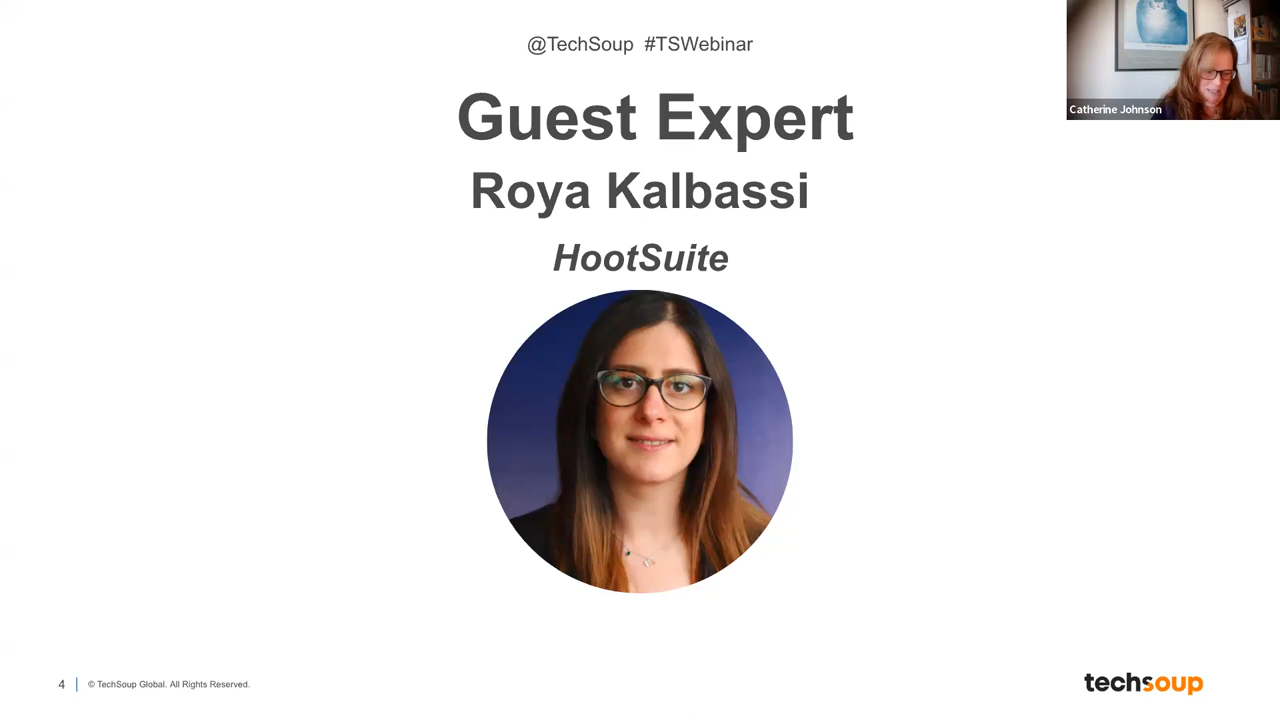 @TechSoup #TSWebinar
Guest Expert
Roya Kalbassi
HootSuite
Catherine Johnson
4
© TechSoup Global. All Rights Reserved.
techsoup